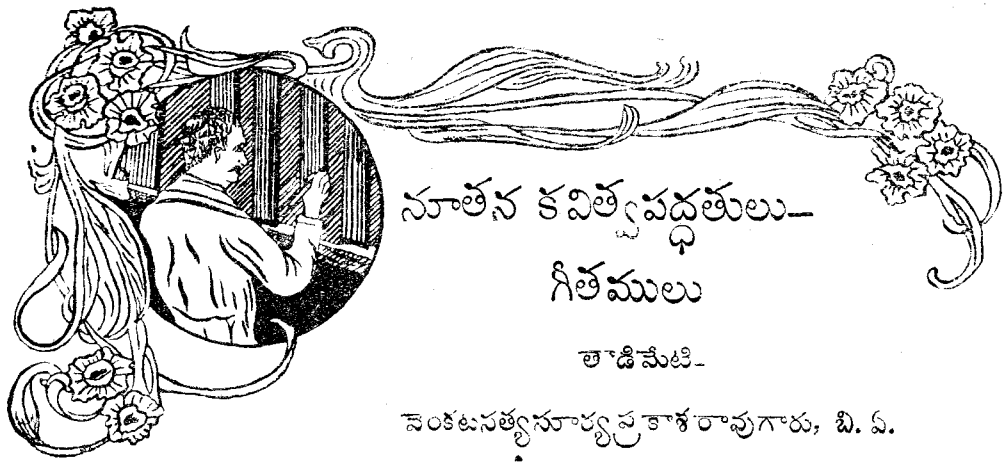 నూతన కవిత్వపద్ధతులు–
గీతములు
తాడిమేటి-
వెంకటసత్యసూర్యప్రకాశరావుగారు, బి. ఏ.